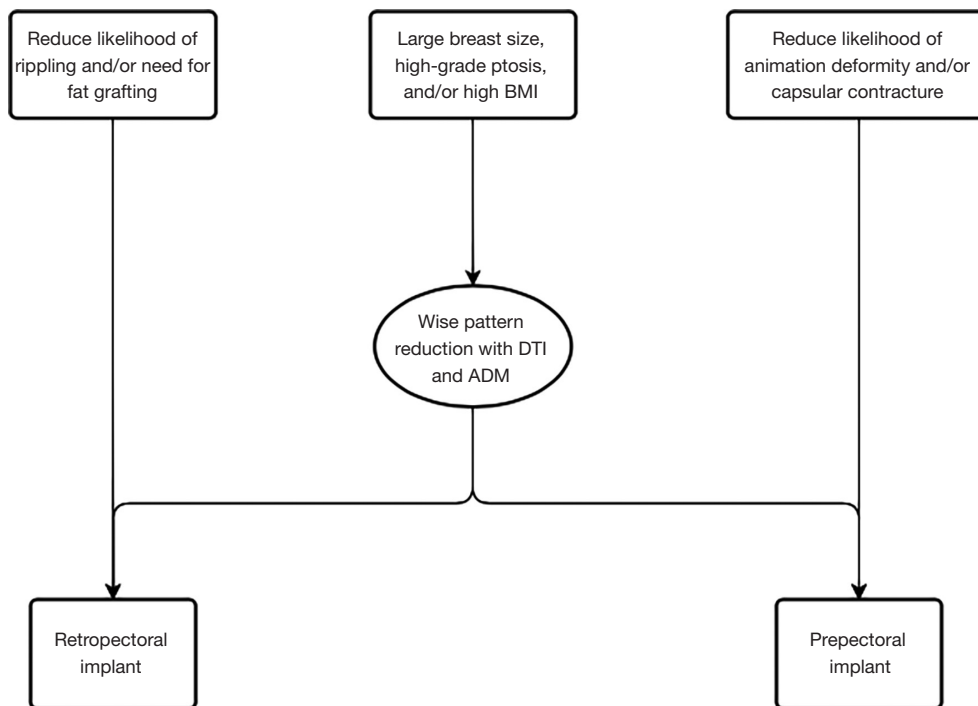 Reduce likelihood of
rippling and/or need for
fat grafting
Large breast size,
high-grade ptosis,
and/or high BMI
Reduce likelihood of
animation deformity and/or
capsular contracture
Wise pattern
reduction with DTI
and ADM
Retropectoral
implant
Prepectoral
implant